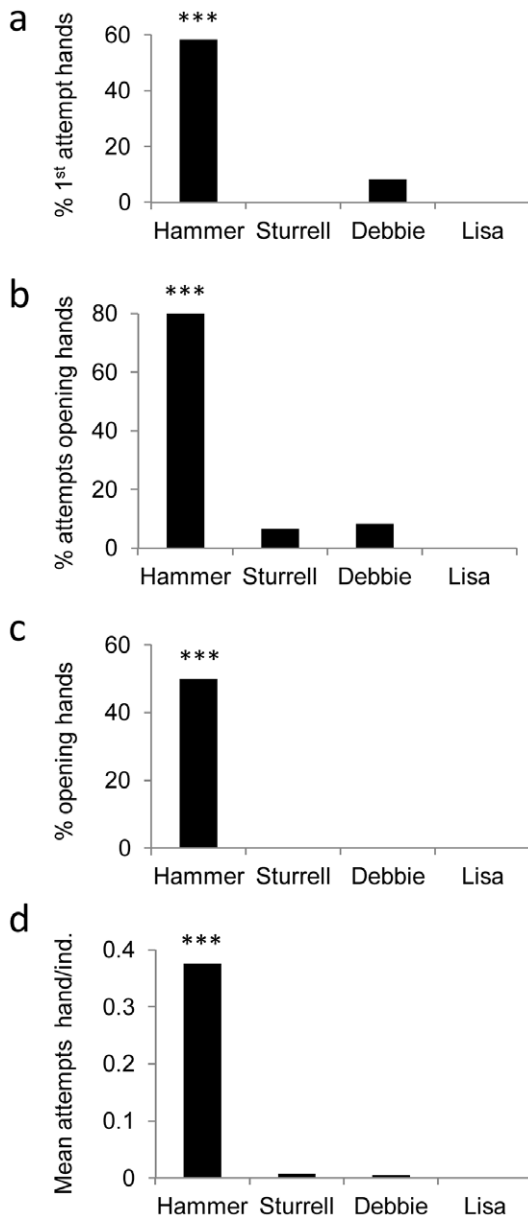 a
% 1st attempt hands
***
60
40
20
0
Hammer Sturrell Debbie Lisa
b
% attempts opening hands
***
80
60
40
20
0
Hammer Sturrell Debbie Lisa
c
% opening hands
***
60
40
20
0
Hammer Sturrell Debbie Lisa
d
Mean attempts hand/ind.
***
0.4
0.3
0.2
0.1
0
Hammer Sturrell Debbie Lisa